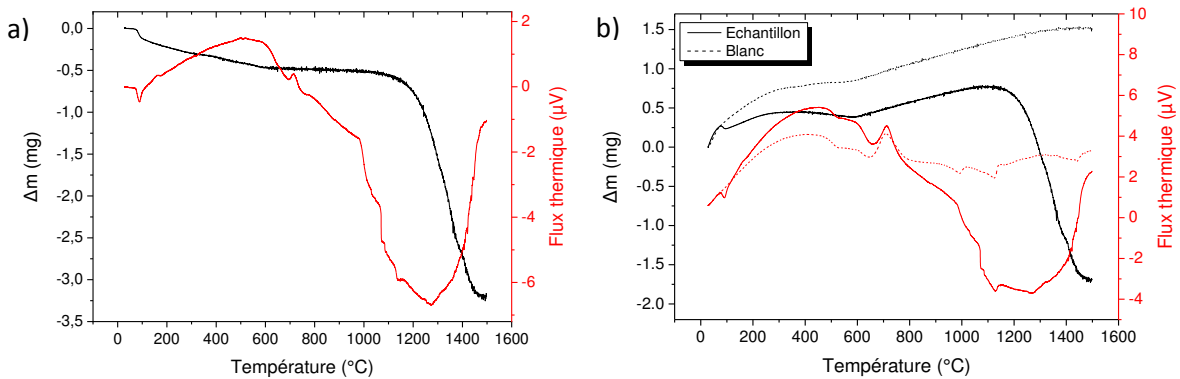 a)
0,0
-0,5
-1,0
-1,5
-2,0
-2,5
-3,0
-3,5
Δm (mg)
0 200 400 600 800 1000 1200 1400 1600
Température (°C)
2
0
-2
-4
-6
Flux thermique (µV)
b)
Echantillon
Blanc
1.5
1.0
0.5
0.0
-0.5
-1.0
-1.5
-2.0
Δm (mg)
0 200 400 600 800 1000 1200 1400 1600
Température (°C)
10
8
6
4
2
0
-2
-4
Flux thermique (µV)